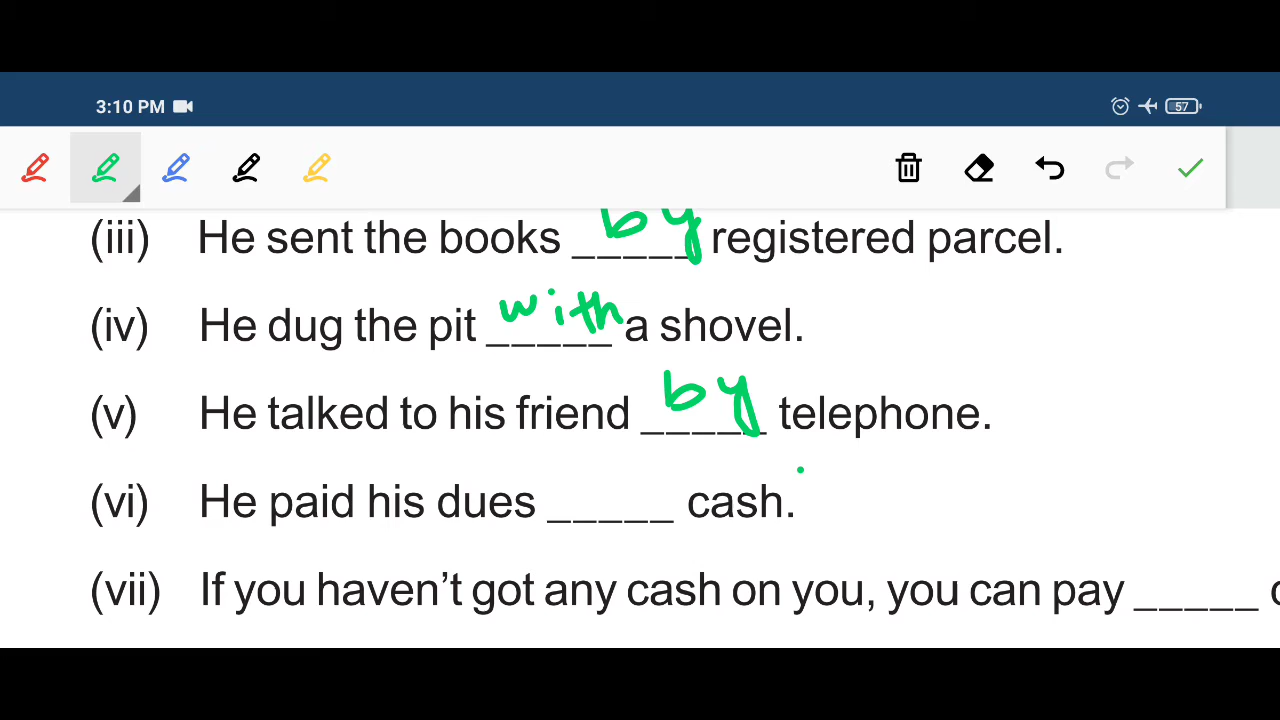 3:10 PM 57
(iii) He sent the books by registered parcel.
(iv) He dug the pit with a shovel.
(v) He talked to his friend by telephone.
(vi) He paid his dues _____ cash.
(vii) If you haven't got any cash on you, you can pay _____